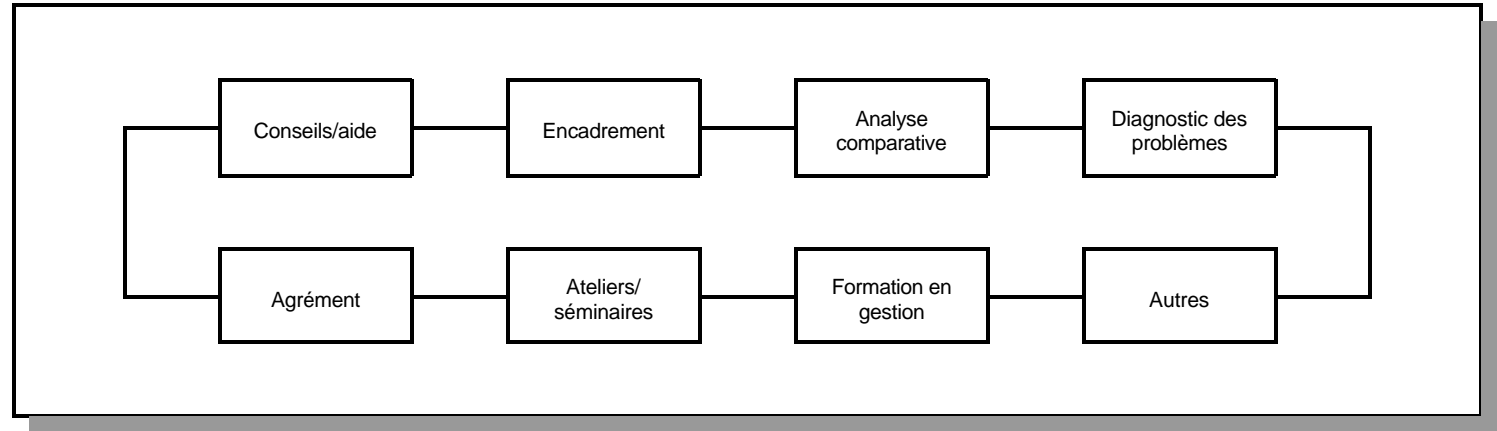 Conseils/aide
Encadrement
Analyse
comparative
Diagnostic des
problèmes
Agrément
Ateliers/
séminaires
Formation en
gestion
Autres